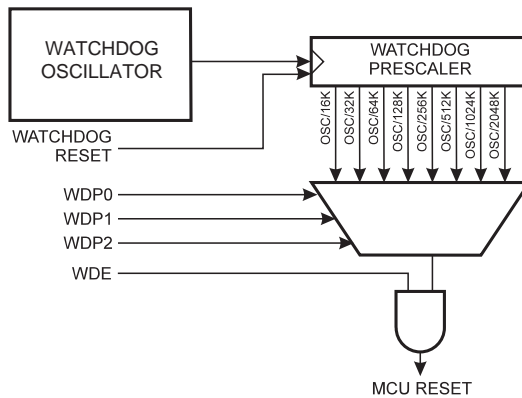 WATCHDOG
OSCILLATOR
WATCHDOG
PRESCALER
WATCHDOG
RESET
OSC/16K
OSC/32K
OSC/64K
OSC/128K
OSC/256K
OSC/512K
OSC/1024K
OSC/2048K
WDP0
WDP1
WDP2
WDE
MCU RESET